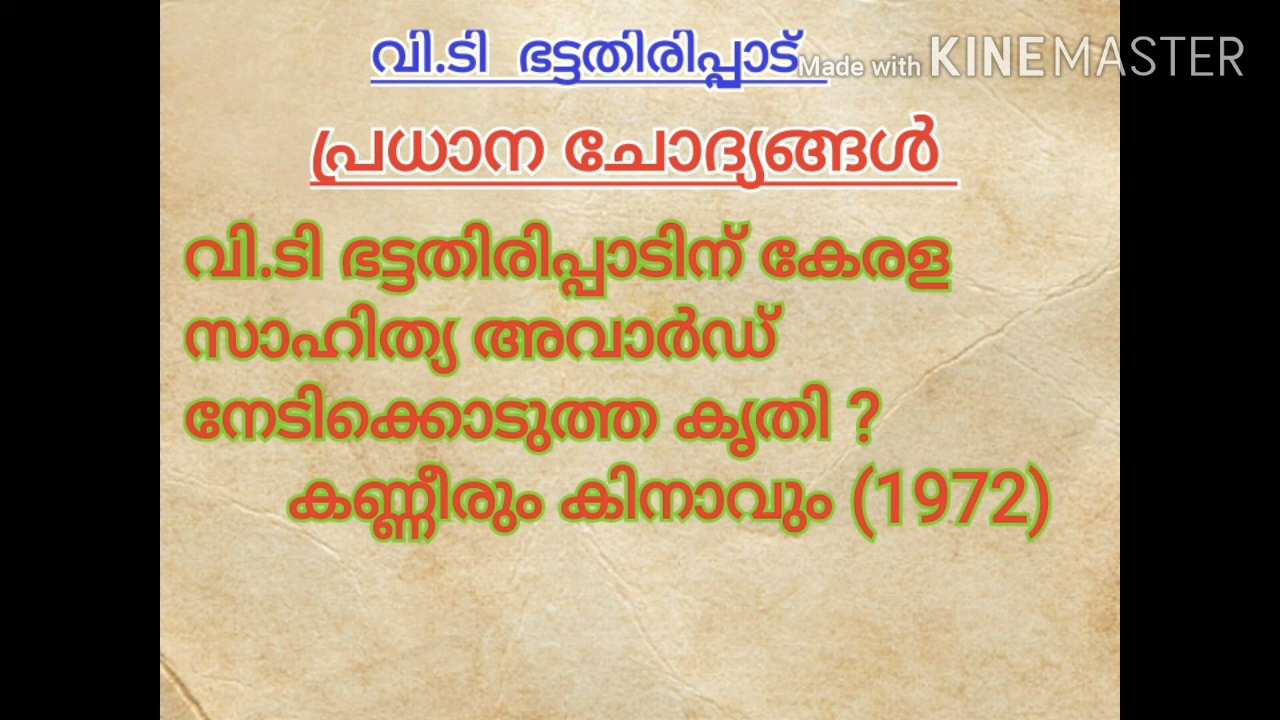 വി.ടി ഭട്ടതിരിപ്പാട്
Made with KINEMASTER
പ്രധാന ചോദ്യങ്ങൾ
വി.ടി ഭട്ടതിരിപ്പാടിന് കേരള
സാഹിത്യ അവാർഡ്
നേടിക്കൊടുത്ത കൃതി ?
കണ്ണീരും കിനാവും (1972)